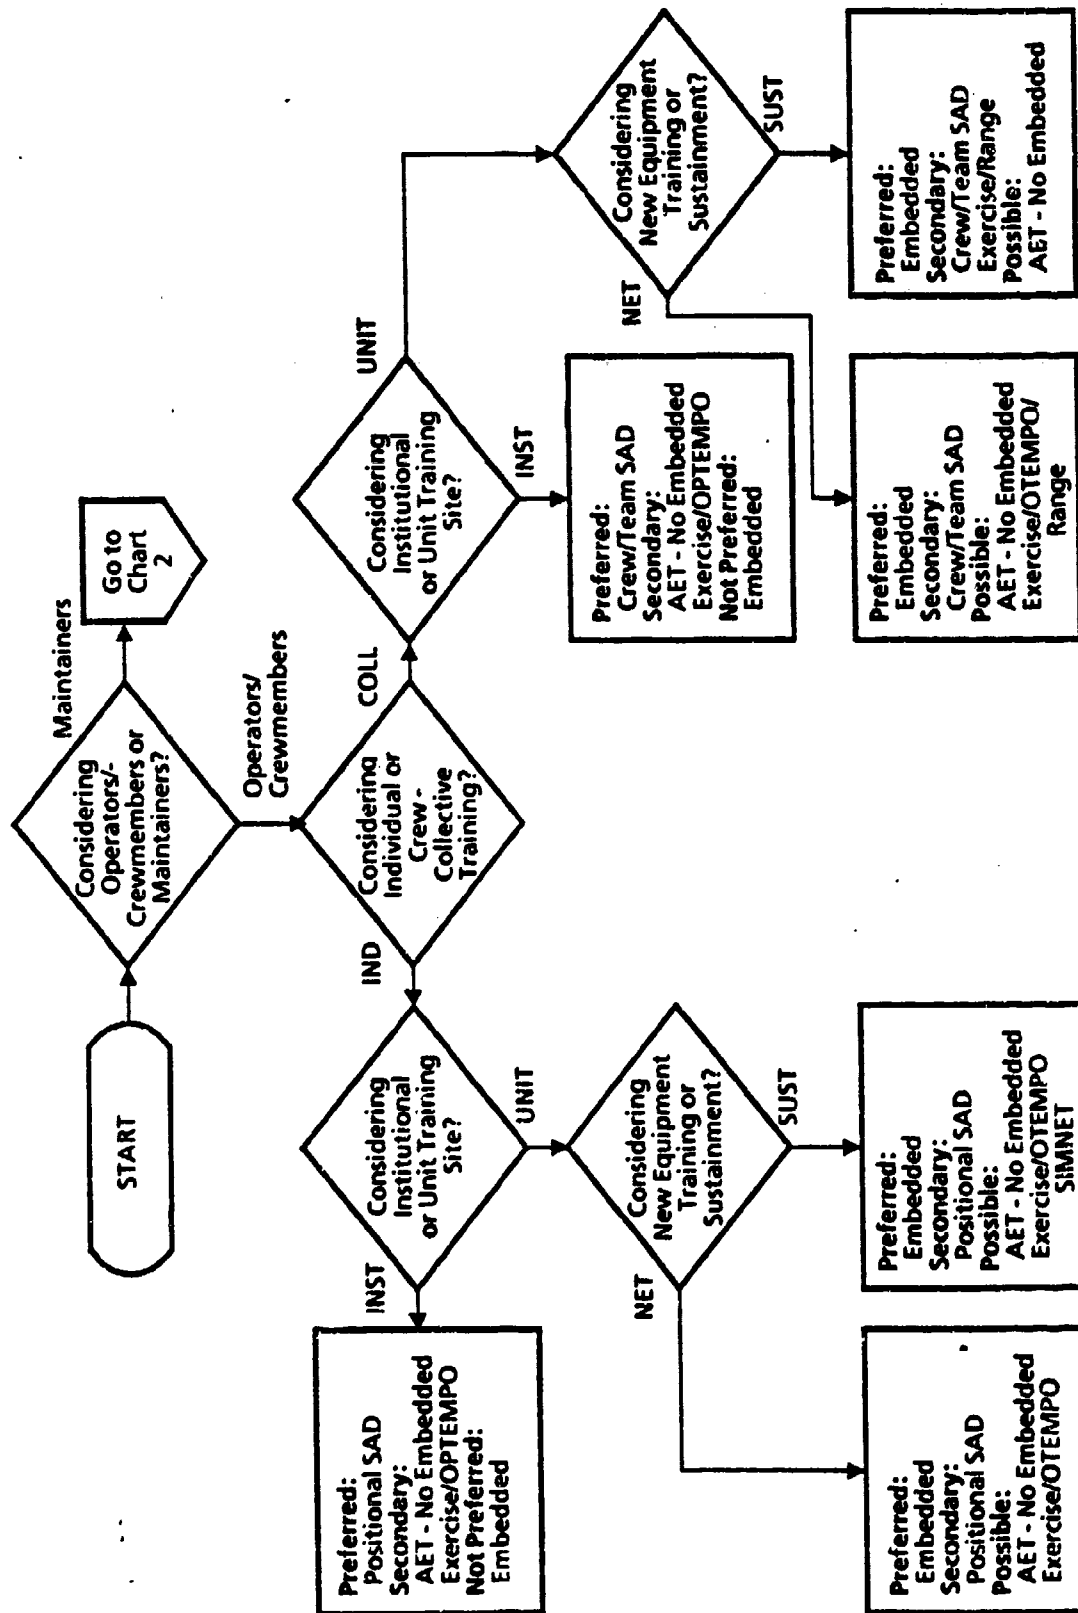 START
Considering
Operators/-
Crewmembers or
Maintainers?
Maintainers
Go to
Chart
2
Operators/
Crewmembers
Considering
Individual or
Crew -
Collective
Training?
IND
COLL
Considering
Institutional
or Unit Training
Site?
INST
UNIT
Preferred:
Positional SAD
Secondary:
AET - No Embedded
Exercise/OPTEMPO
Not Preferred:
Embedded
Considering
New Equipment
Training or
Sustainment?
NET
SUST
Preferred:
Embedded
Secondary:
Positional SAD
Possible:
AET - No Embedded
Exercise/OTEMPO
Preferred:
Embedded
Secondary:
Positional SAD
Possible:
AET - No Embedded
Exercise/OTEMPO
SIMNET
Considering
Institutional
or Unit Training
Site?
UNIT
INST
Preferred:
Crew/Team SAD
Secondary:
AET - No Embedded
Exercise/OPTEMPO
Not Preferred:
Embedded
Considering
New Equipment
Training or
Sustainment?
NET
SUST
Preferred:
Embedded
Secondary:
Crew/Team SAD
Possible:
AET - No Embedded
Exercise/OTEMPO/
Range
Preferred:
Embedded
Secondary:
Crew/Team SAD
Exercise/Range
Possible:
AET - No Embedded